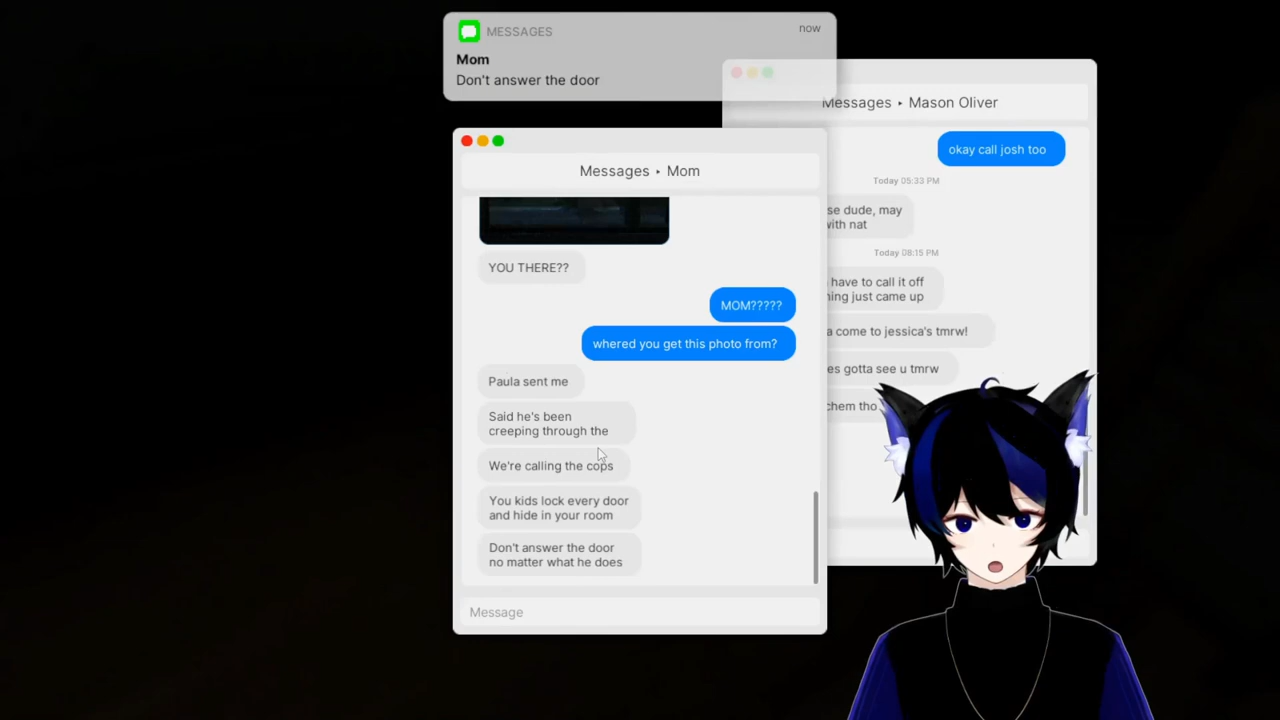 MESSAGES
now
Mom
Don't answer the door
Messages ‣ Mason Oliver
okay call josh too
Today 05:33 PM
se dude, may
with nat
Today 08:15 PM
have to call it off
ning just came up
a come to jessica's tmrw!
es gotta see u tmrw
chem tho
Messages ‣ Mom
YOU THERE??
MOM?????
whered you get this photo from?
Paula sent me
Said he's been
creeping through the
We're calling the cops
You kids lock every door
and hide in your room
Don't answer the door
no matter what he does
Message